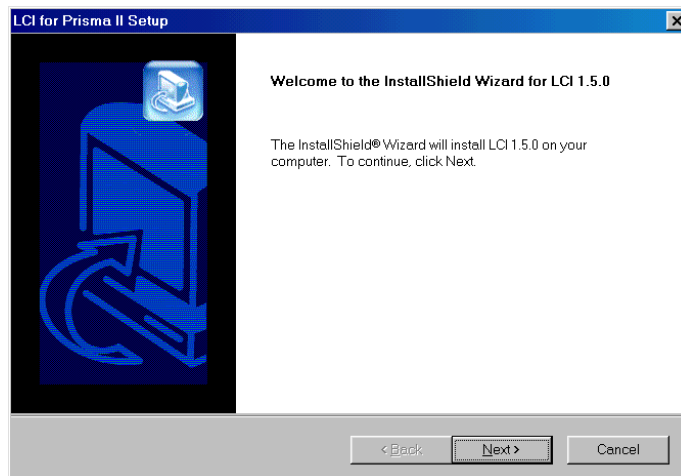 LCI for Prisma II Setup
Welcome to the InstallShield Wizard for LCI 1.5.0
The InstallShield® Wizard will install LCI 1.5.0 on your
computer. To continue, click Next.
< Back
Next >
Cancel